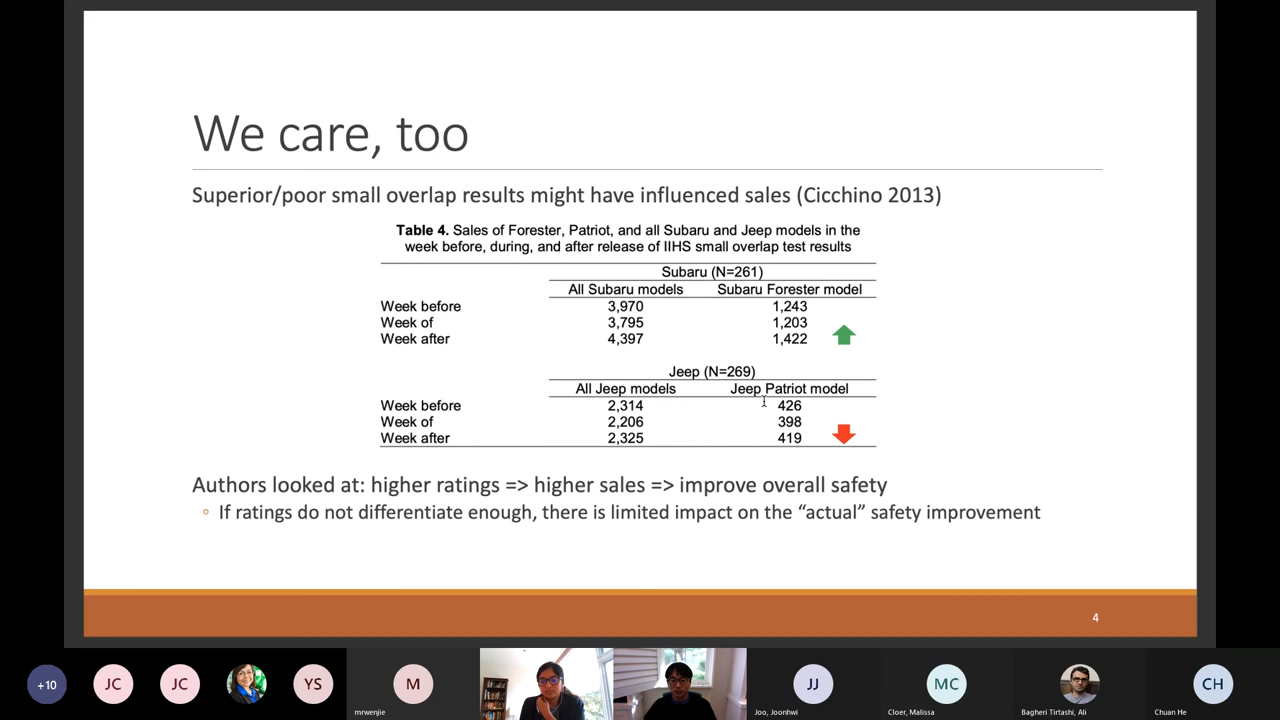 We care, too
Superior/poor small overlap results might have influenced sales (Cicchino 2013)
Table 4. Sales of Forester, Patriot, and all Subaru and Jeep models in the
week before, during, and after release of IIHS small overlap test results
Subaru (N=261)
All Subaru models Subaru Forester model
Week before 3,970 1,243
Week of 3,795 1,203
Week after 4,397 1,422
Jeep (N=269)
All Jeep models Jeep Patriot model
Week before 2,314 426
Week of 2,206 398
Week after 2,325 419
Authors looked at: higher ratings => higher sales => improve overall safety
If ratings do not differentiate enough, there is limited impact on the “actual” safety improvement
4
+10 JC JC YS M JJ MC CH
mrwenjie Joo, Joonhwi Cloer, Malissa Bagheri Tirtashi, Ali Chuan He